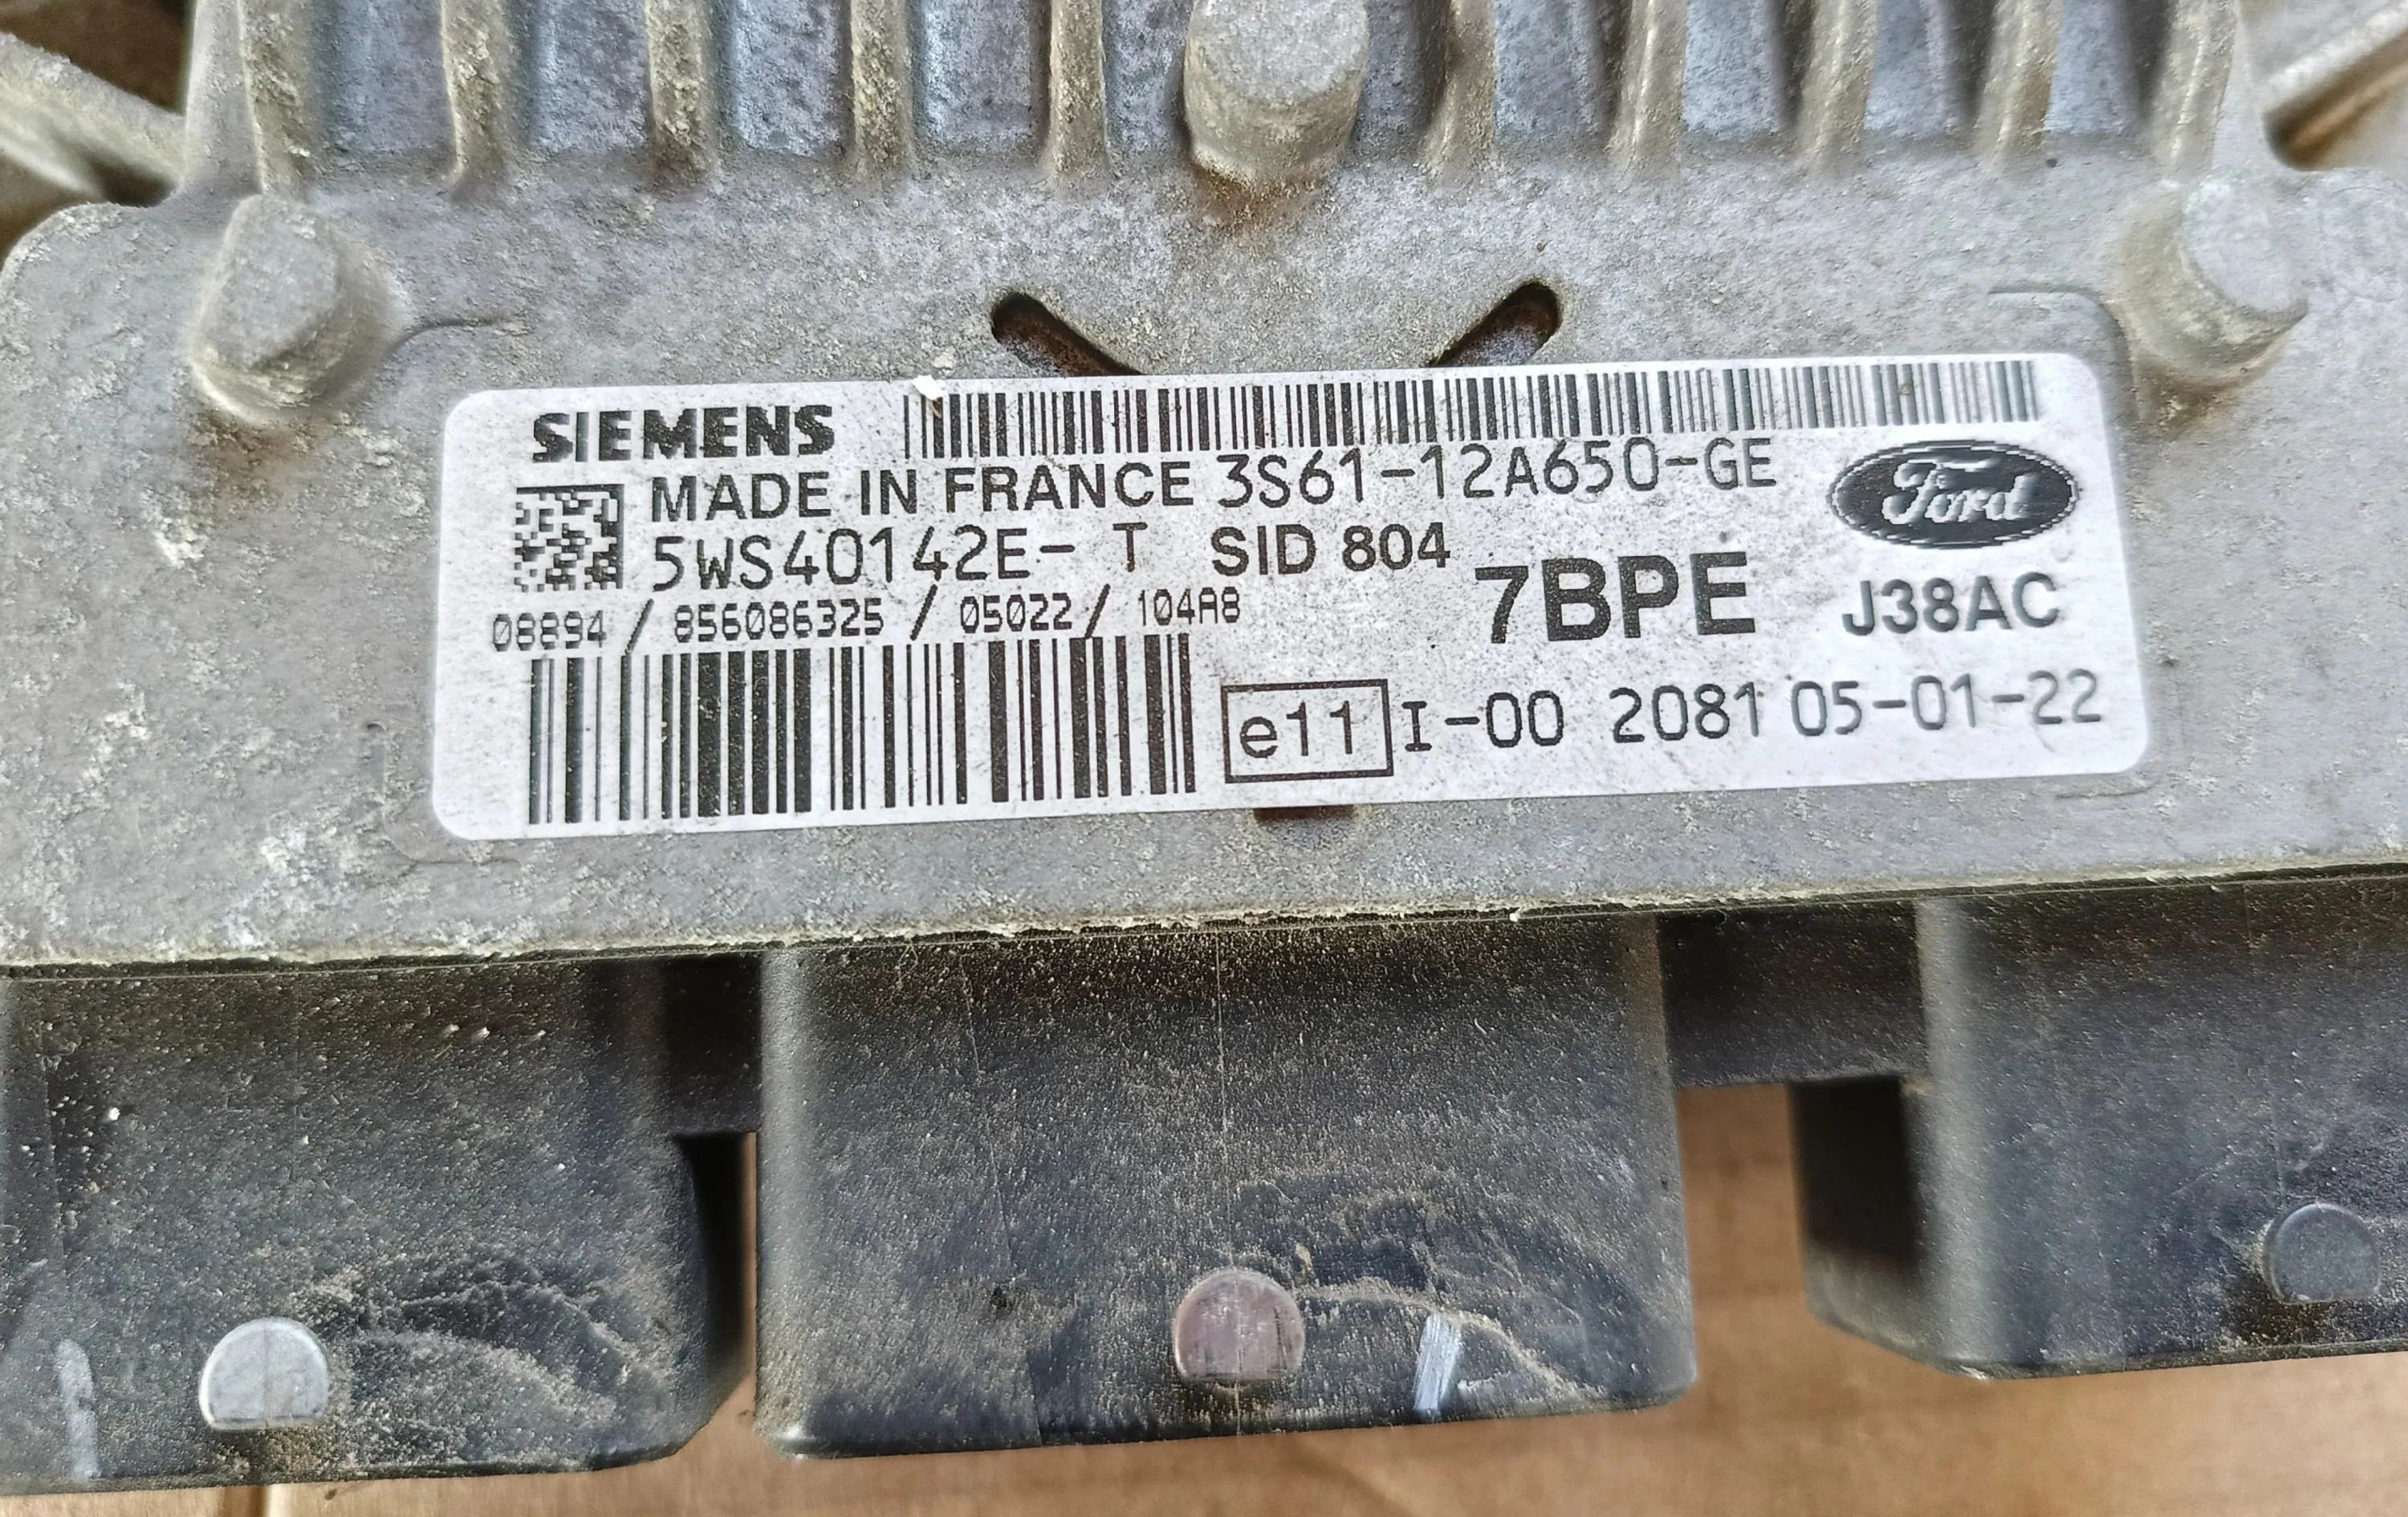 SIEMENS
MADE IN FRANCE 3S61-12A650-GE
Ford
5WS40142E- T SID 804
7BPE J38AC
08894 / 856086325 / 05022 / 104A8
e11 I-00 2081 05-01-22